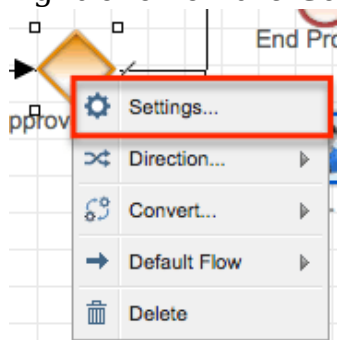 End Pro
pprov
Settings...
Direction...
Convert...
Default Flow
Delete